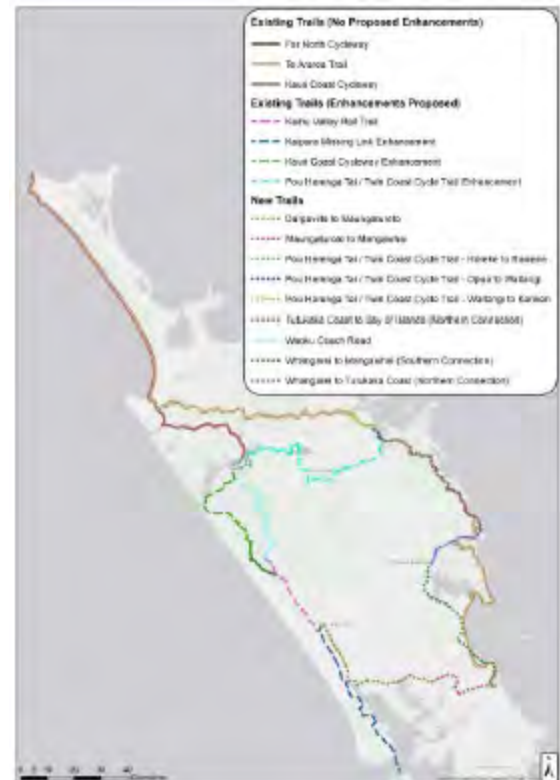 Existing Trails (No Proposed Enhancements)
Far North Cycleway
Te Araroa Trail
Kauri Coast Cycleway
Existing Trails (Enhancements Proposed)
Kaihu Valley Rail Trail
Kaipara Missing Link Enhancement
Kauri Coast Cycleway Enhancement
Pou Herenga Tai / Twin Coast Cycle Trail Enhancement
New Trails
Dargaville to Maungaturoto
Maungaturoto to Mangawhai
Pou Herenga Tai / Twin Coast Cycle Trail - Horeke to Rawene
Pou Herenga Tai / Twin Coast Cycle Trail - Opua to Waitangi
Pou Herenga Tai / Twin Coast Cycle Trail - Waitangi to Kerikeri
Tutukaka Coast to Bay of Islands (Northern Connection)
Waoku Coach Road
Whangarei to Mangawhai (Southern Connection)
Whangarei to Tutukaka Coast (Northern Connection)